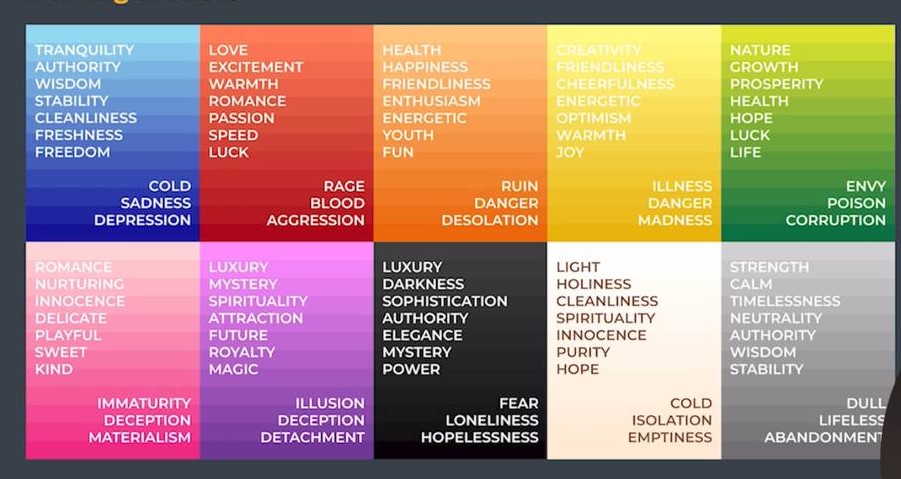 TRANQUILITY
AUTHORITY
WISDOM
STABILITY
CLEANLINESS
FRESHNESS
FREEDOM
COLD
SADNESS
DEPRESSION
LOVE
EXCITEMENT
WARMTH
ROMANCE
PASSION
SPEED
LUCK
RAGE
BLOOD
AGGRESSION
HEALTH
HAPPINESS
FRIENDLINESS
ENTHUSIASM
ENERGETIC
YOUTH
FUN
RUIN
DANGER
DESOLATION
CREATIVITY
FRIENDLINESS
CHEERFULNESS
ENERGETIC
OPTIMISM
WARMTH
JOY
ILLNESS
DANGER
MADNESS
NATURE
GROWTH
PROSPERITY
HEALTH
HOPE
LUCK
LIFE
ENVY
POISON
CORRUPTION
ROMANCE
NURTURING
INNOCENCE
DELICATE
PLAYFUL
SWEET
KIND
IMMATURITY
DECEPTION
MATERIALISM
LUXURY
MYSTERY
SPIRITUALITY
ATTRACTION
FUTURE
ROYALTY
MAGIC
ILLUSION
DECEPTION
DETACHMENT
LUXURY
DARKNESS
SOPHISTICATION
AUTHORITY
ELEGANCE
MYSTERY
POWER
FEAR
LONELINESS
HOPELESSNESS
LIGHT
HOLINESS
CLEANLINESS
SPIRITUALITY
INNOCENCE
PURITY
HOPE
COLD
ISOLATION
EMPTINESS
STRENGTH
CALM
TIMELESSNESS
NEUTRALITY
AUTHORITY
WISDOM
STABILITY
DULL
LIFELESS
ABANDONMENT